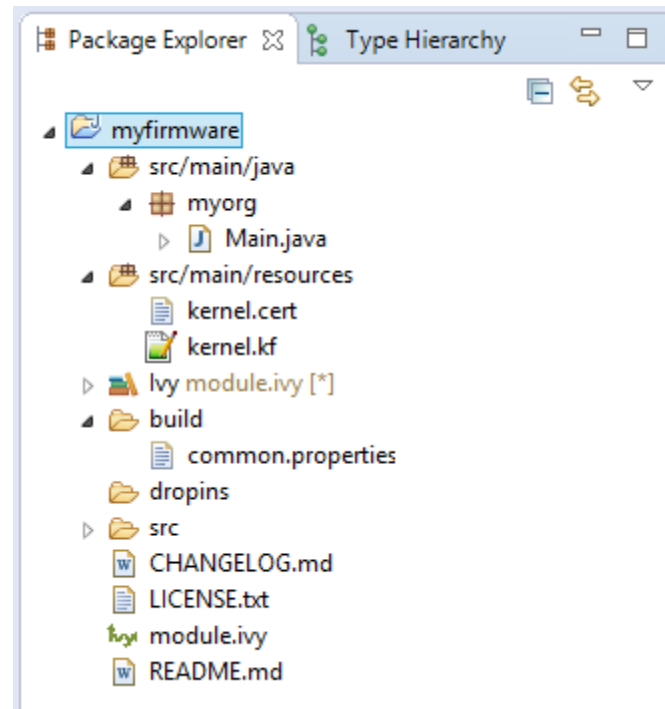 Package Explorer Type Hierarchy
myfirmware
src/main/java
myorg
Main.java
src/main/resources
kernel.cert
kernel.kf
Ivy module.ivy [*]
build
common.properties
dropins
src
CHANGELOG.md
LICENSE.txt
module.ivy
README.md